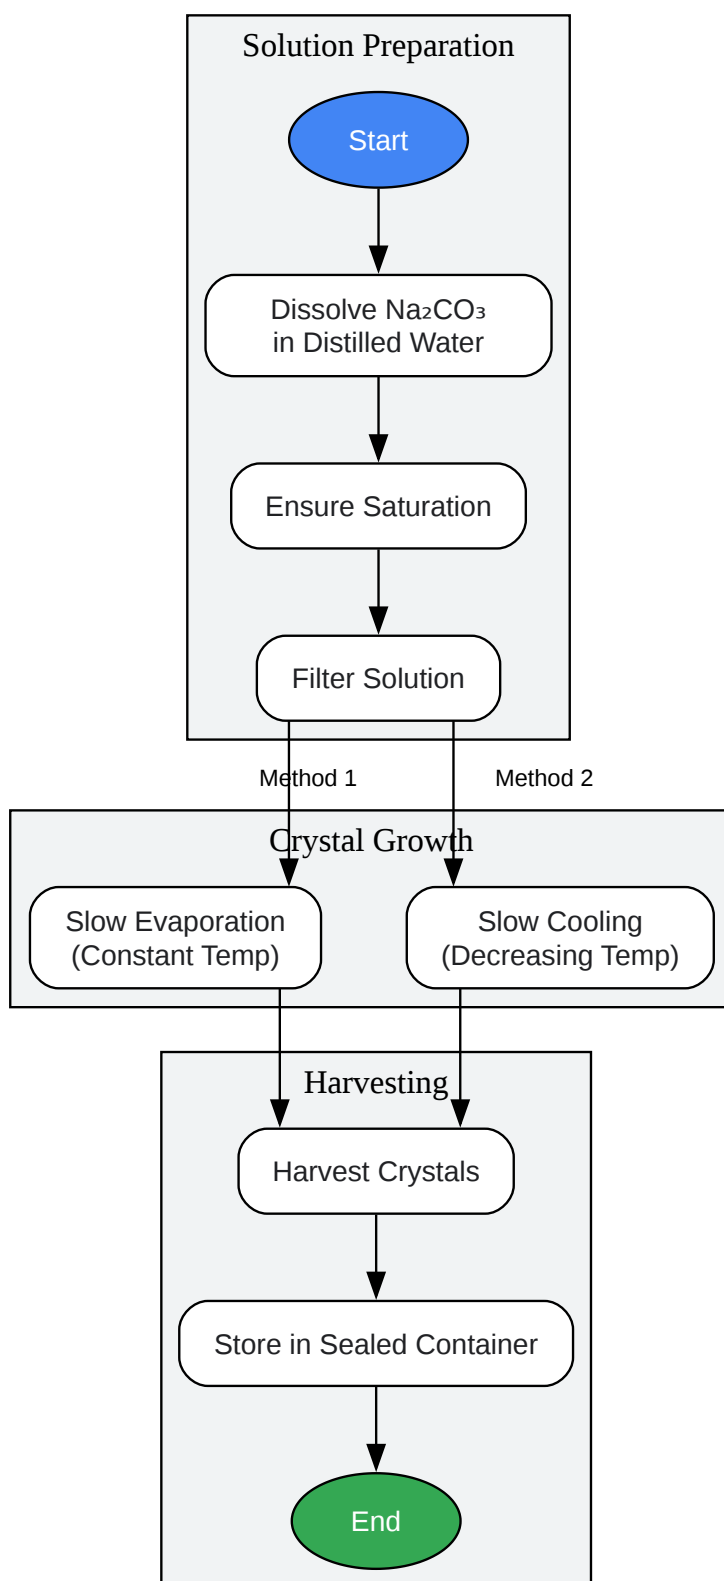 Solution Preparation
Start
Dissolve Na₂CO₃
in Distilled Water
Ensure Saturation
Filter Solution
Method 1
Method 2
Crystal Growth
Slow Evaporation
(Constant Temp)
Slow Cooling
(Decreasing Temp)
Harvesting
Harvest Crystals
Store in Sealed Container
End